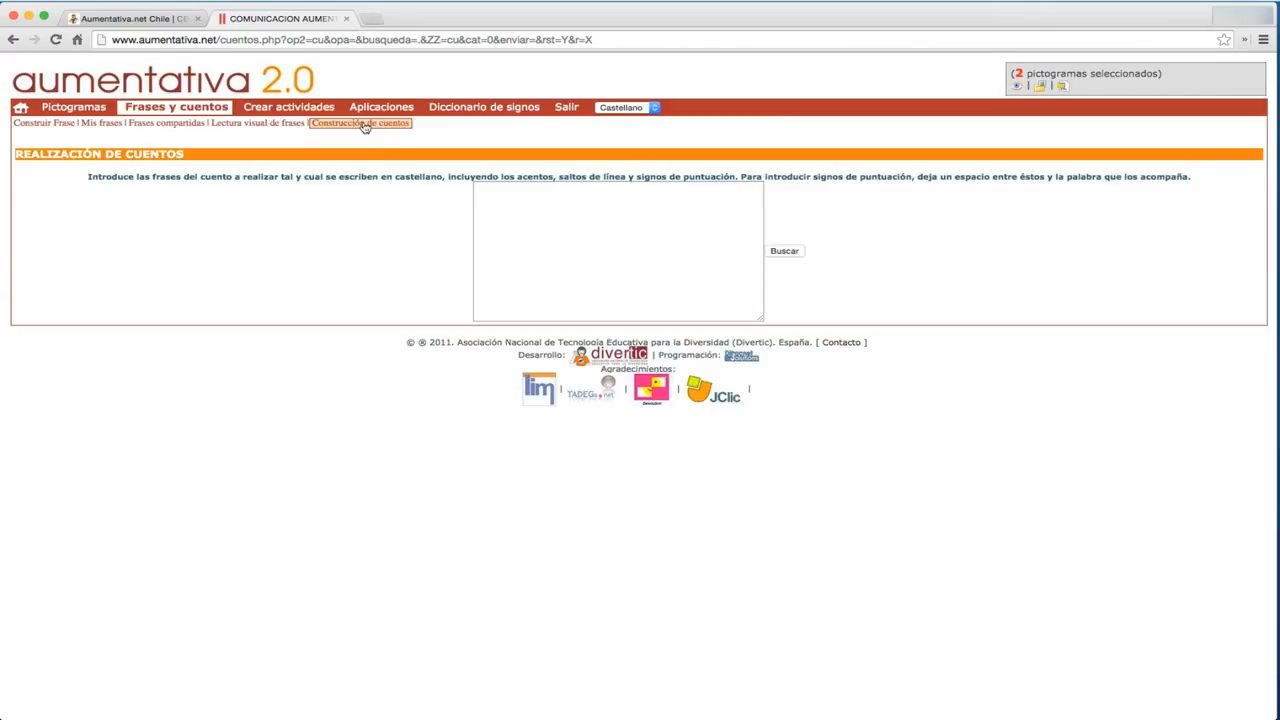 Aumentativa.net Chile | CE
COMUNICACION AUMENT
www.aumentativa.net/cuentos.php?op2=cu&opa=&busqueda=.&ZZ=cu&cat=0&enviar=&rst=Y&r=X
aumentativa 2.0
(2 pictogramas seleccionados)
| |
Pictogramas Frases y cuentos Crear actividades Aplicaciones Diccionario de signos Salir Castellano
Construir Frase | Mis frases | Frases compartidas | Lectura visual de frases | Construcción de cuentos
REALIZACIÓN DE CUENTOS
Introduce las frases del cuento a realizar tal y cual se escriben en castellano, incluyendo los acentos, saltos de línea y signos de puntuación. Para introducir signos de puntuación, deja un espacio entre éstos y la palabra que los acompaña.
Buscar
© ® 2011. Asociación Nacional de Tecnología Educativa para la Diversidad (Divertic). España. [ Contacto ]
Desarrollo: divertic | Programación:
Agradecimientos:
lim | TADEGa.net | | JClic |